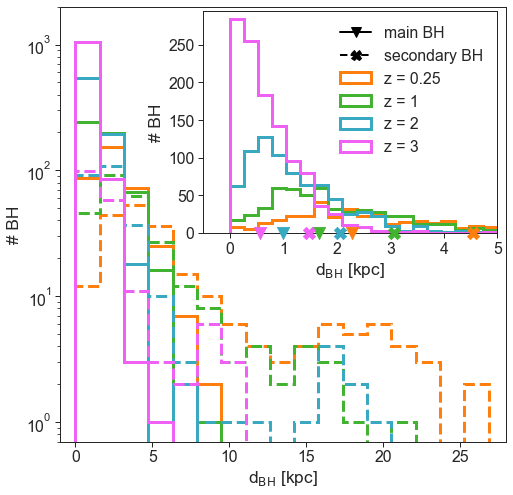 10³
10²
10¹
10⁰
# BH
0
5
10
15
20
25
d_BH [kpc]
250
200
150
100
50
0
# BH
0
1
2
3
4
5
d_BH [kpc]
main BH
secondary BH
z = 0.25
z = 1
z = 2
z = 3